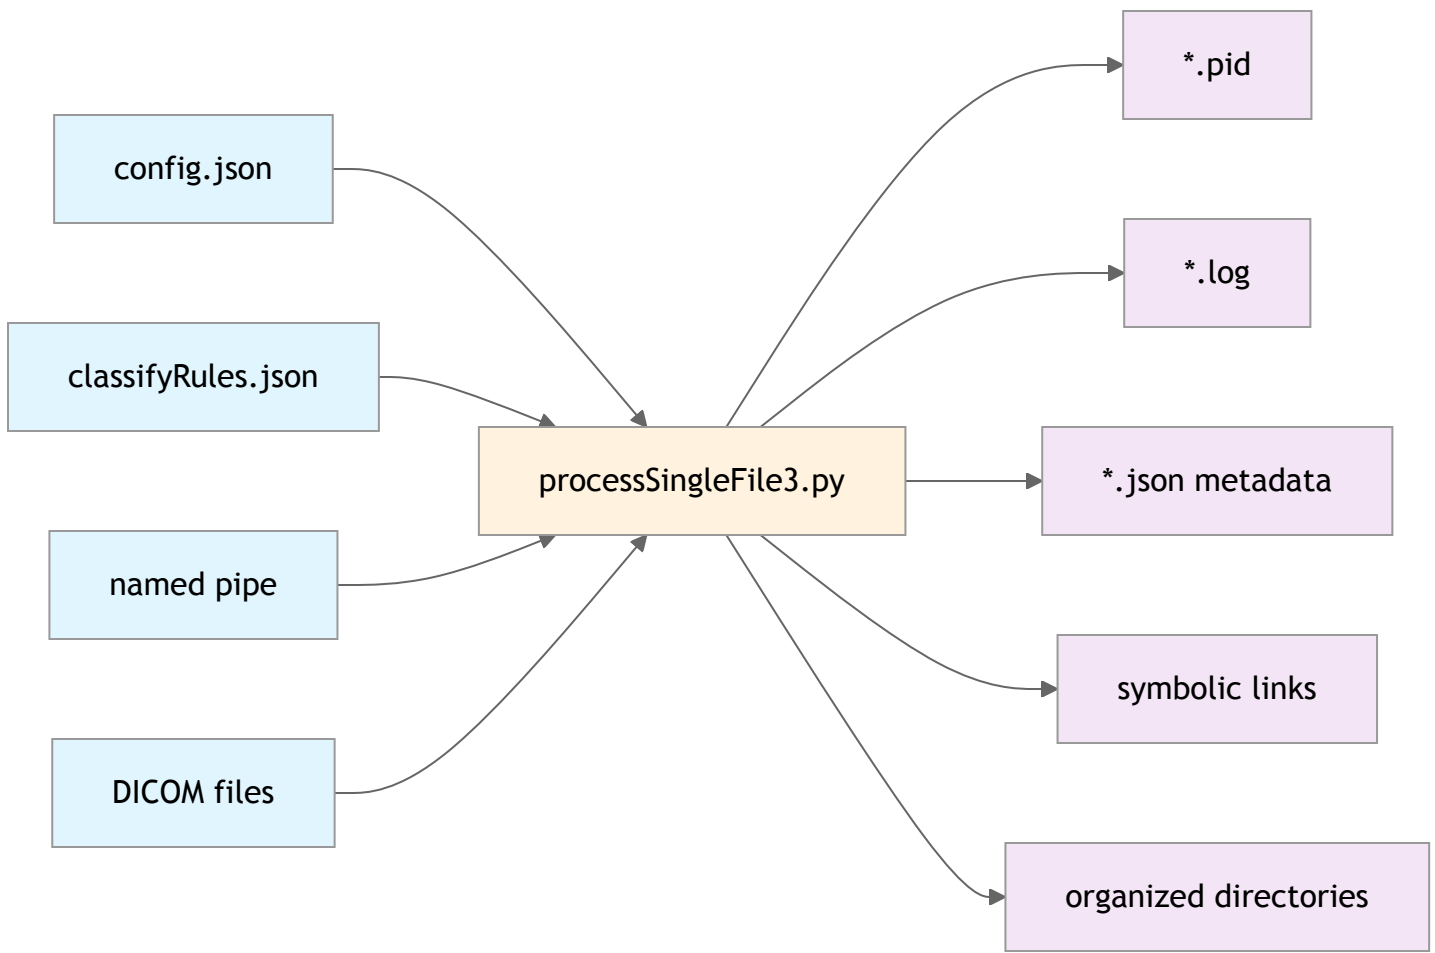 config.json
classifyRules.json
named pipe
DICOM files
processSingleFile3.py
*.pid
*.log
*.json metadata
symbolic links
organized directories